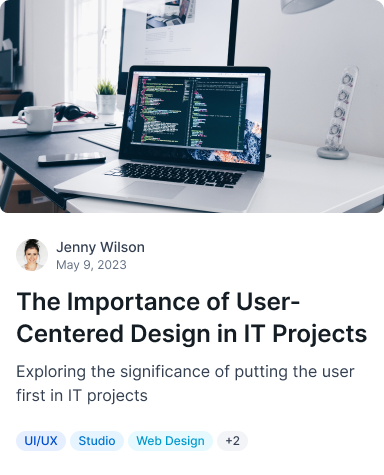 Jenny Wilson
May 9, 2023
The Importance of User-
Centered Design in IT Projects
Exploring the significance of putting the user
first in IT projects
UI/UX
Studio
Web Design
+2